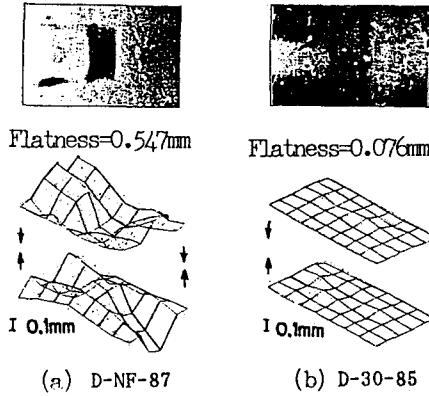 Flatness=0.547mm
Flatness=0.076mm
I 0.1mm
I 0.1mm
(a) D-NF-87
(b) D-30-85